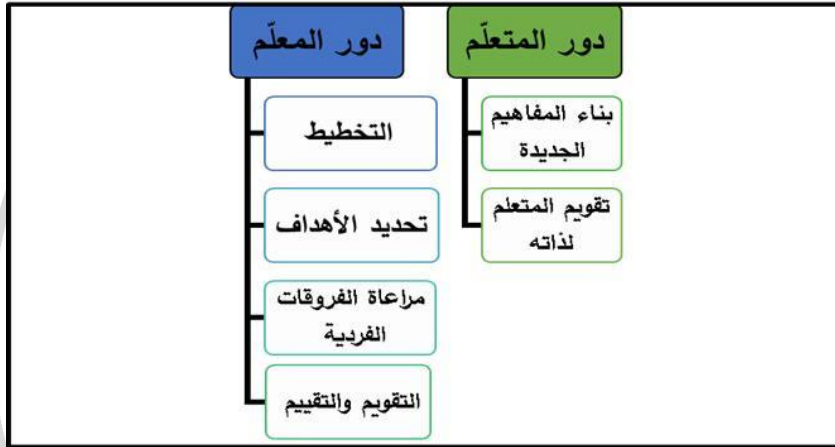 دور المتعلّم
بناء المفاهيم
الجديدة
تقويم المتعلم
لذاته
دور المعلّم
التخطيط
تحديد الأهداف
مراعاة الفروقات
الفردية
التقويم والتقييم